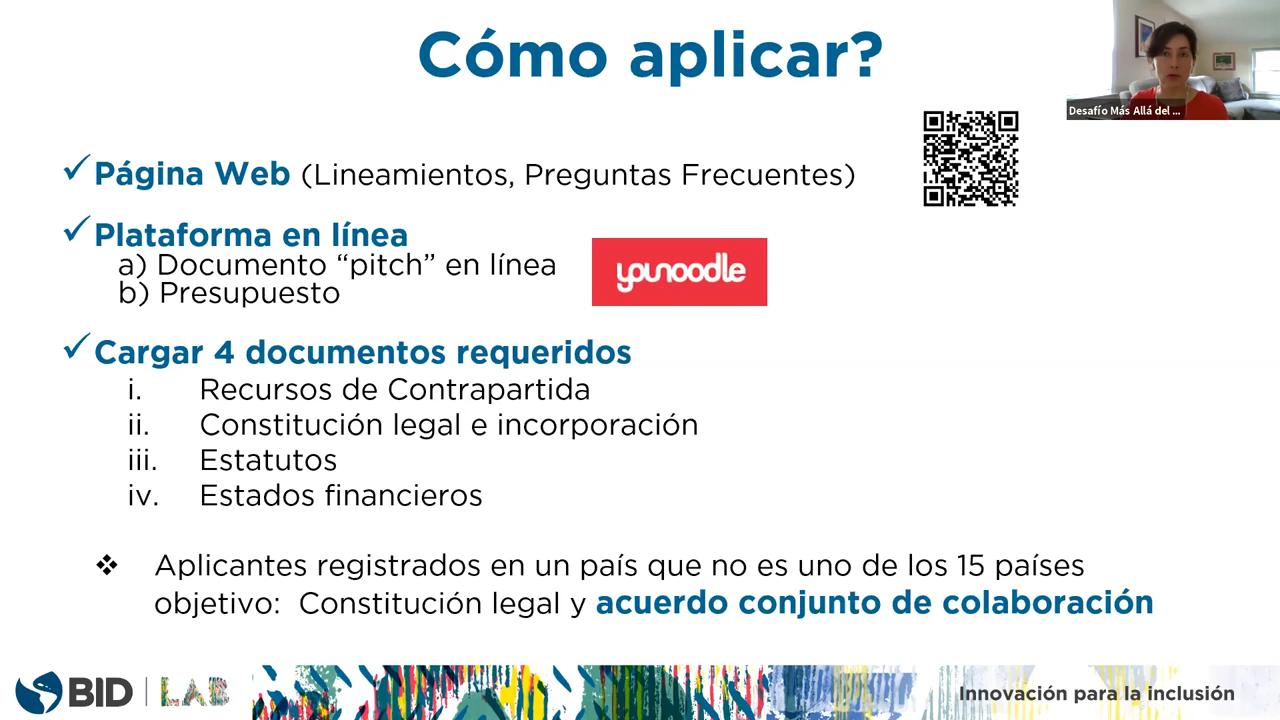 Cómo aplicar?
Desafío Más Allá del ...
✓Página Web (Lineamientos, Preguntas Frecuentes)
✓Plataforma en línea
a) Documento “pitch” en línea
b) Presupuesto
younoodle
✓Cargar 4 documentos requeridos
i. Recursos de Contrapartida
ii. Constitución legal e incorporación
iii. Estatutos
iv. Estados financieros
❖ Aplicantes registrados en un país que no es uno de los 15 países
objetivo: Constitución legal y acuerdo conjunto de colaboración
BID | LAB
Innovación para la inclusión